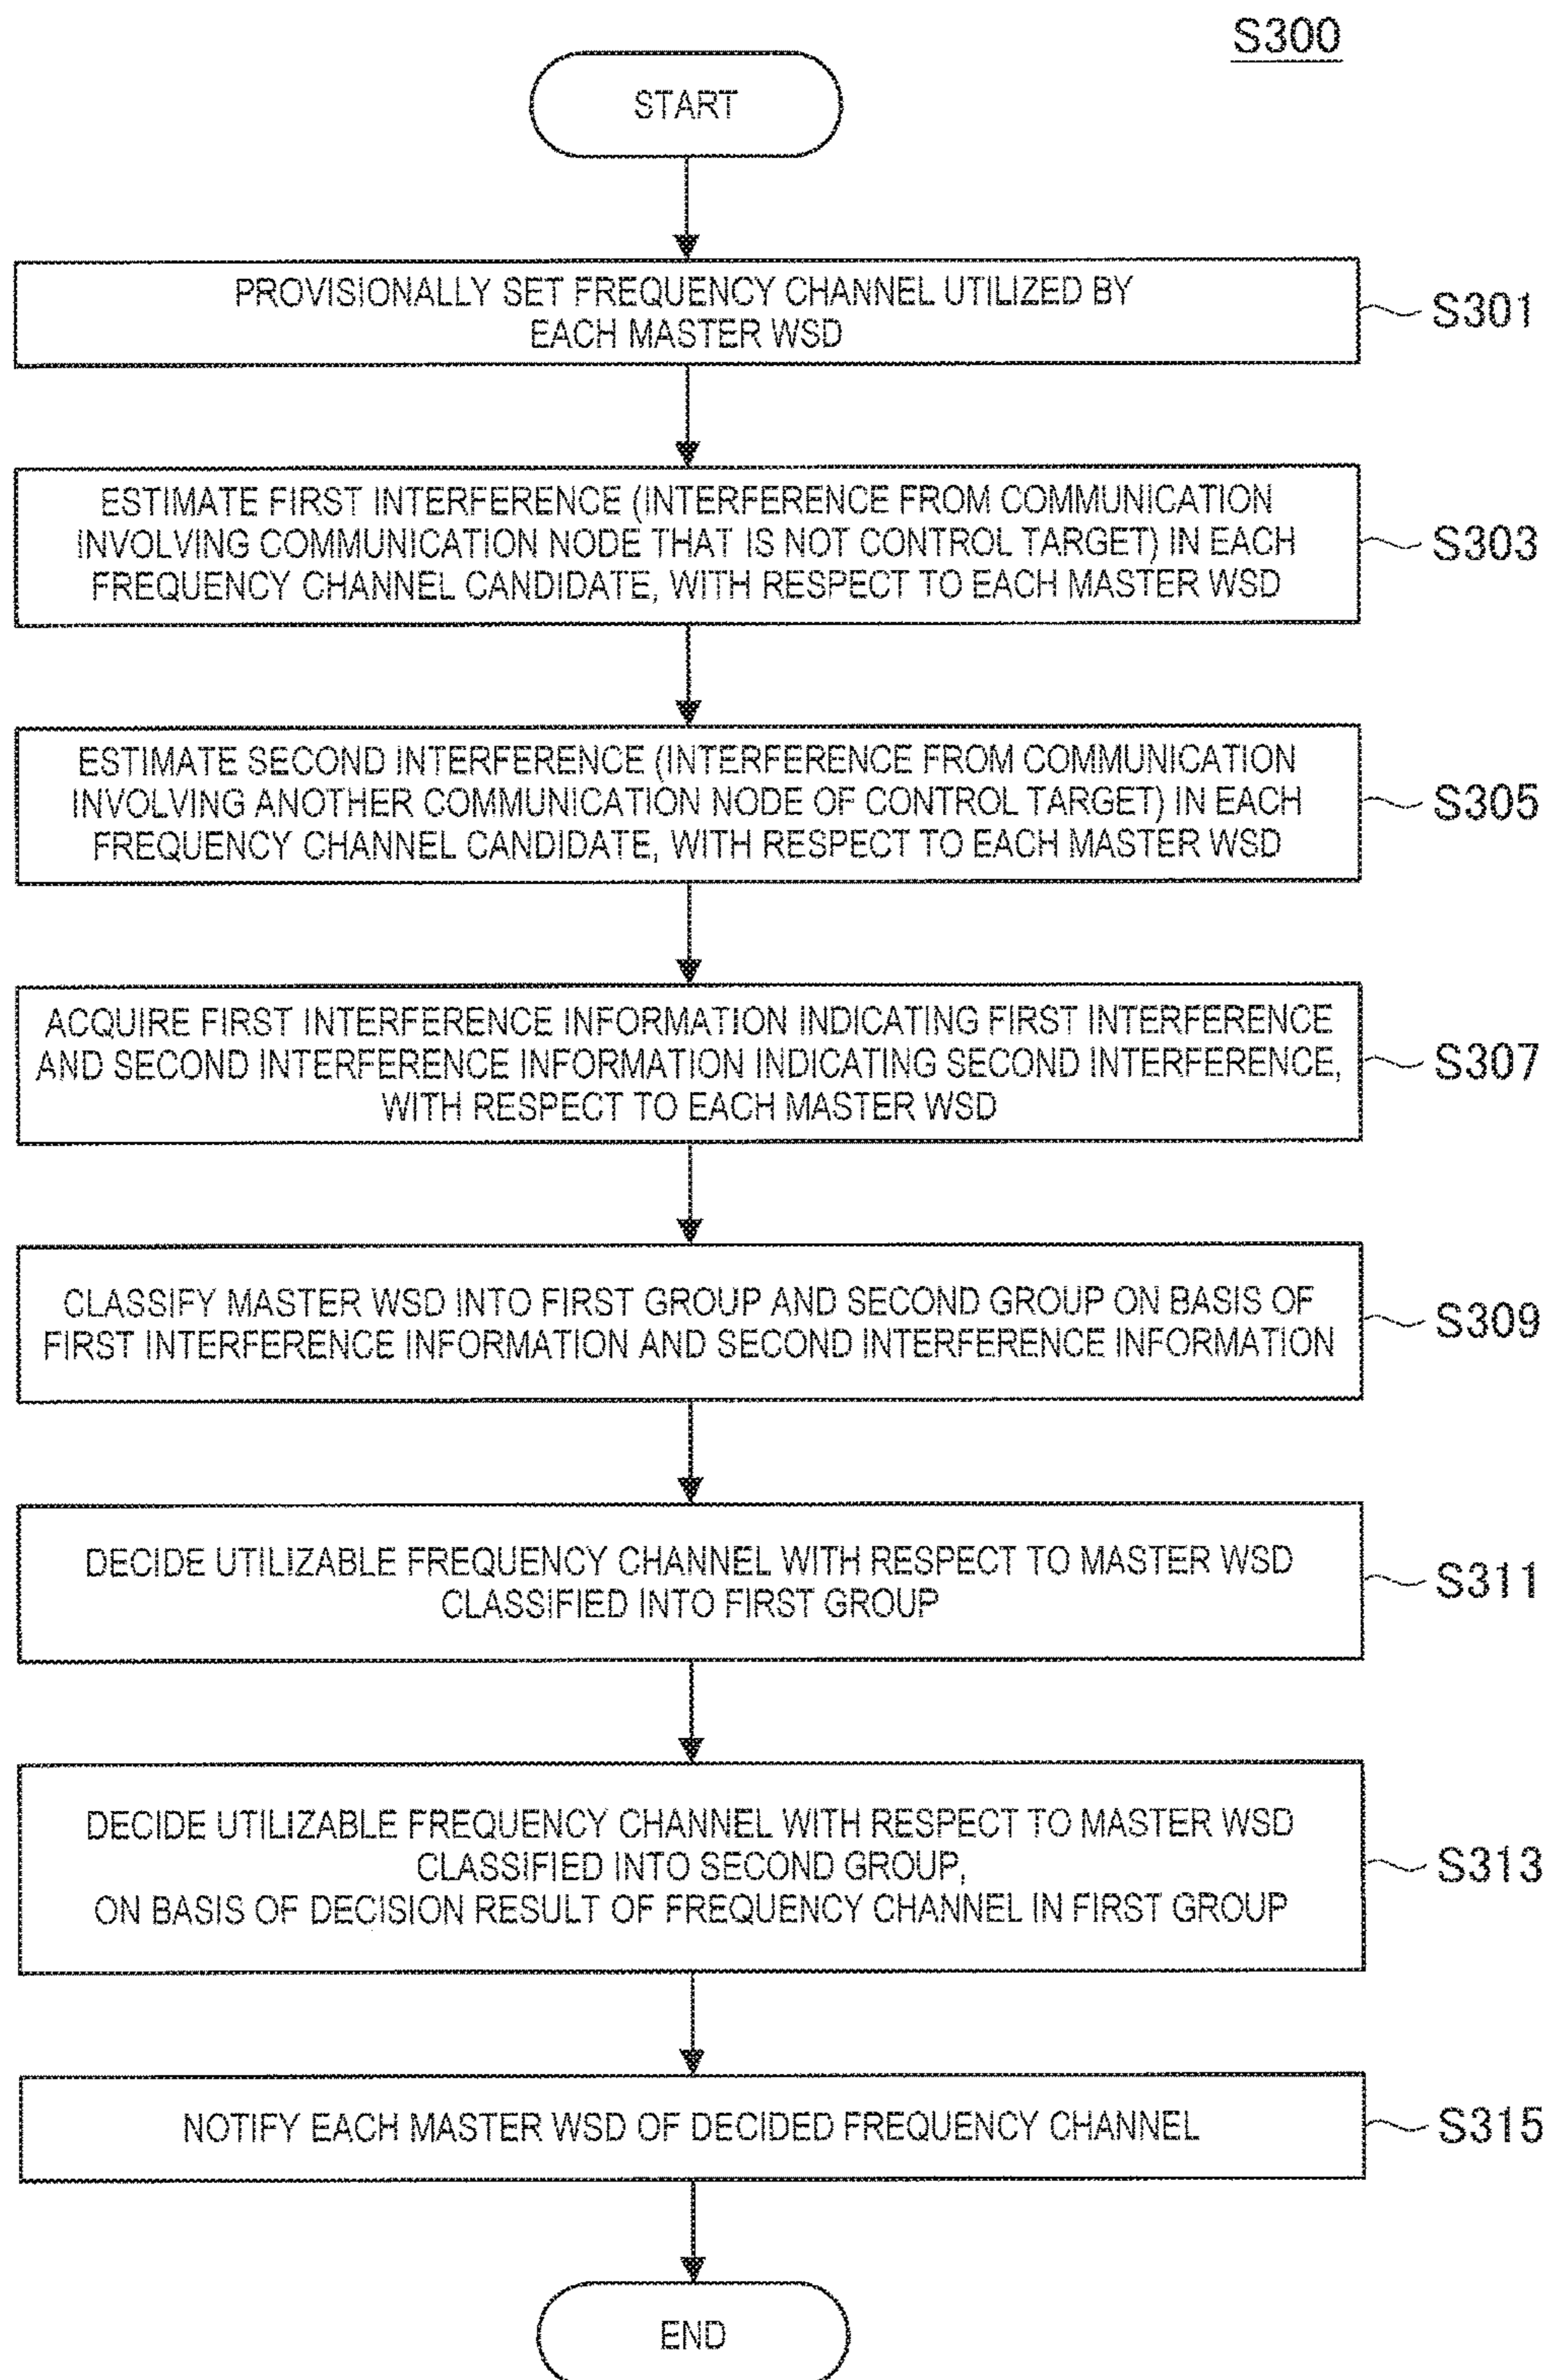 S300
START
PROVISIONALLY SET FREQUENCY CHANNEL UTILIZED BY
EACH MASTER WSD
S301
ESTIMATE FIRST INTERFERENCE (INTERFERENCE FROM COMMUNICATION
INVOLVING COMMUNICATION NODE THAT IS NOT CONTROL TARGET) IN EACH
FREQUENCY CHANNEL CANDIDATE, WITH RESPECT TO EACH MASTER WSD
S303
ESTIMATE SECOND INTERFERENCE (INTERFERENCE FROM COMMUNICATION
INVOLVING ANOTHER COMMUNICATION NODE OF CONTROL TARGET) IN EACH
FREQUENCY CHANNEL CANDIDATE, WITH RESPECT TO EACH MASTER WSD
S305
ACQUIRE FIRST INTERFERENCE INFORMATION INDICATING FIRST INTERFERENCE
AND SECOND INTERFERENCE INFORMATION INDICATING SECOND INTERFERENCE,
WITH RESPECT TO EACH MASTER WSD
S307
CLASSIFY MASTER WSD INTO FIRST GROUP AND SECOND GROUP ON BASIS OF
FIRST INTERFERENCE INFORMATION AND SECOND INTERFERENCE INFORMATION
S309
DECIDE UTILIZABLE FREQUENCY CHANNEL WITH RESPECT TO MASTER WSD
CLASSIFIED INTO FIRST GROUP
S311
DECIDE UTILIZABLE FREQUENCY CHANNEL WITH RESPECT TO MASTER WSD
CLASSIFIED INTO SECOND GROUP,
ON BASIS OF DECISION RESULT OF FREQUENCY CHANNEL IN FIRST GROUP
S313
NOTIFY EACH MASTER WSD OF DECIDED FREQUENCY CHANNEL
S315
END